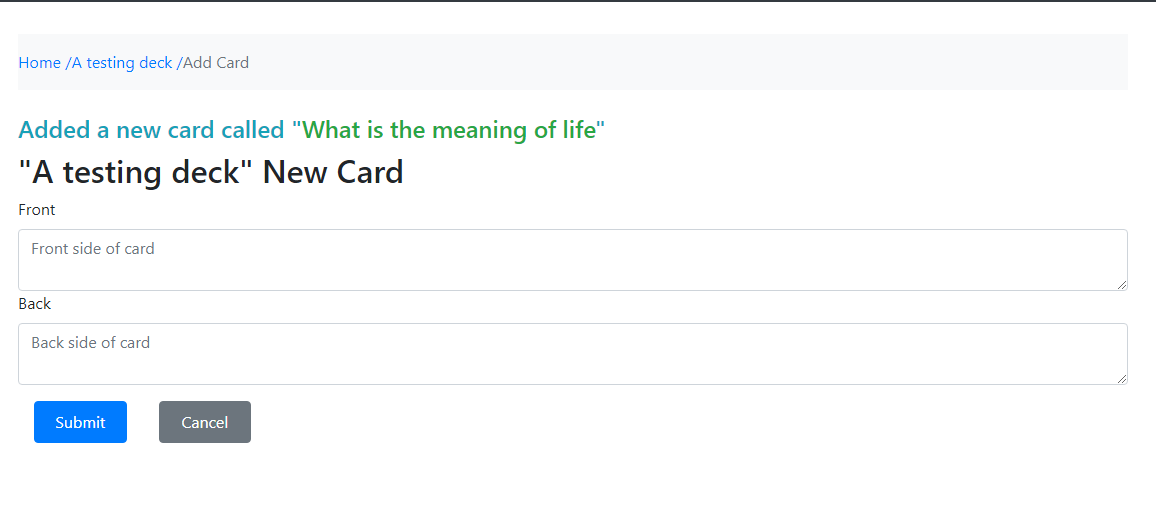 Home /A testing deck /Add Card
Added a new card called "What is the meaning of life"
"A testing deck" New Card
Front
Front side of card
Back
Back side of card
Submit Cancel